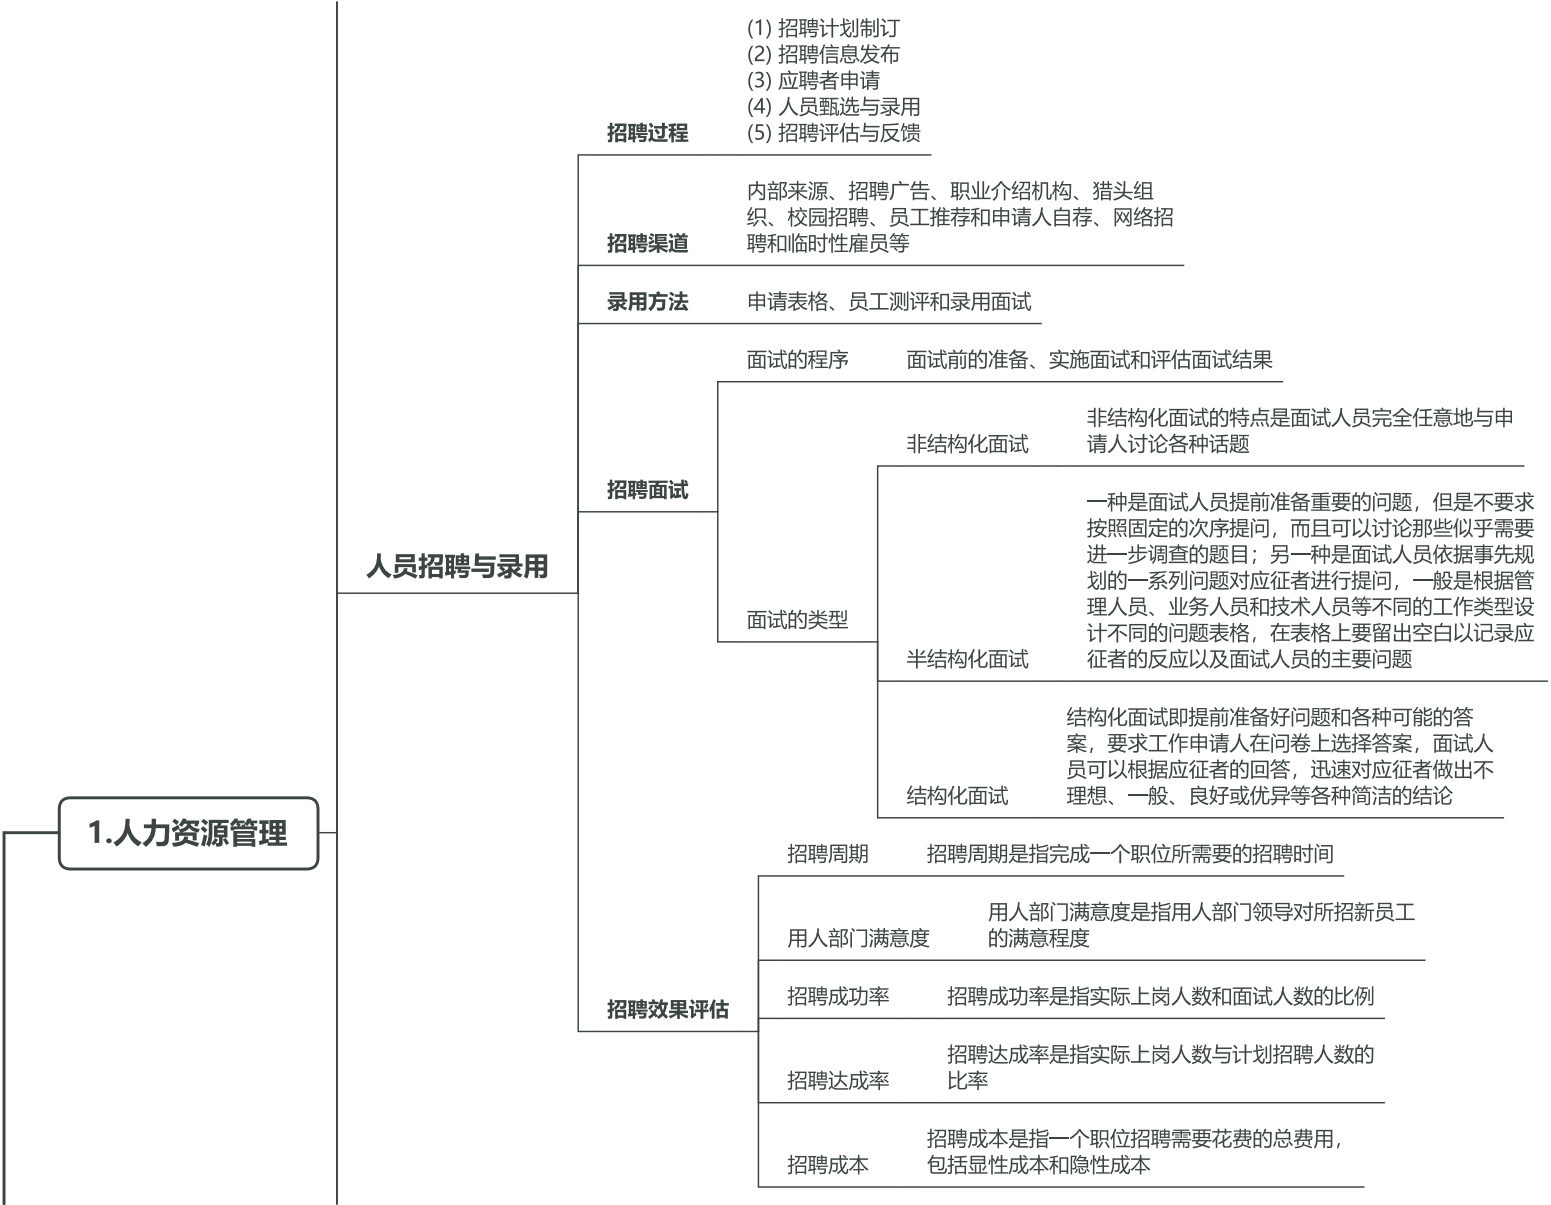 1.人力资源管理
人员招聘与录用
招聘过程
(1) 招聘计划制订
(2) 招聘信息发布
(3) 应聘者申请
(4) 人员甄选与录用
(5) 招聘评估与反馈
招聘渠道
内部来源、招聘广告、职业介绍机构、猎头组
织、校园招聘、员工推荐和申请人自荐、网络招
聘和临时性雇员等
录用方法
申请表格、员工测评和录用面试
招聘面试
面试的程序
面试前的准备、实施面试和评估面试结果
面试的类型
非结构化面试
非结构化面试的特点是面试人员完全任意地与申
请人讨论各种话题
半结构化面试
一种是面试人员提前准备重要的问题，但是不要求
按照固定的次序提问，而且可以讨论那些似乎需要
进一步调查的题目；另一种是面试人员依据事先规
划的一系列问题对应征者进行提问，一般是根据管
理人员、业务人员和技术人员等不同的工作类型设
计不同的问题表格，在表格上要留出空白以记录应
征者的反应以及面试人员的主要问题
结构化面试
结构化面试即提前准备好问题和各种可能的答
案，要求工作申请人在问卷上选择答案，面试人
员可以根据应征者的回答，迅速对应征者做出不
理想、一般、良好或优异等各种简洁的结论
招聘效果评估
招聘周期
招聘周期是指完成一个职位所需要的招聘时间
用人部门满意度
用人部门满意度是指用人部门领导对所招新员工
的满意程度
招聘成功率
招聘成功率是指实际上岗人数和面试人数的比例
招聘达成率
招聘达成率是指实际上岗人数与计划招聘人数的
比率
招聘成本
招聘成本是指一个职位招聘需要花费的总费用，
包括显性成本和隐性成本